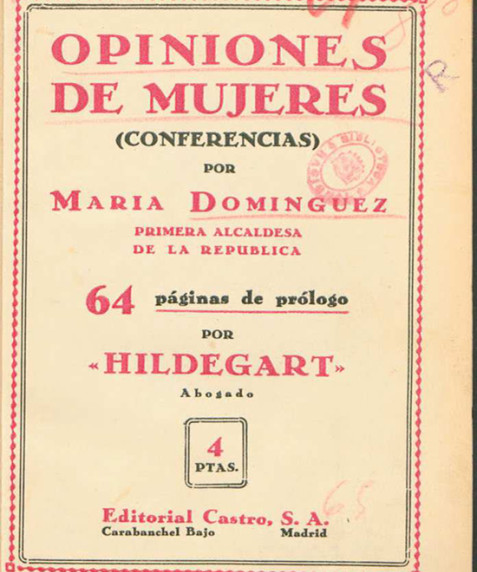 OPINIONES
DE MUJERES
(CONFERENCIAS)
POR
MARIA DOMINGUEZ
PRIMERA ALCALDESA
DE LA REPUBLICA
64 páginas de prólogo
POR
«HILDEGART»
Abogado
4
PTAS.
65
Editorial Castro, S. A.
Carabanchel Bajo Madrid